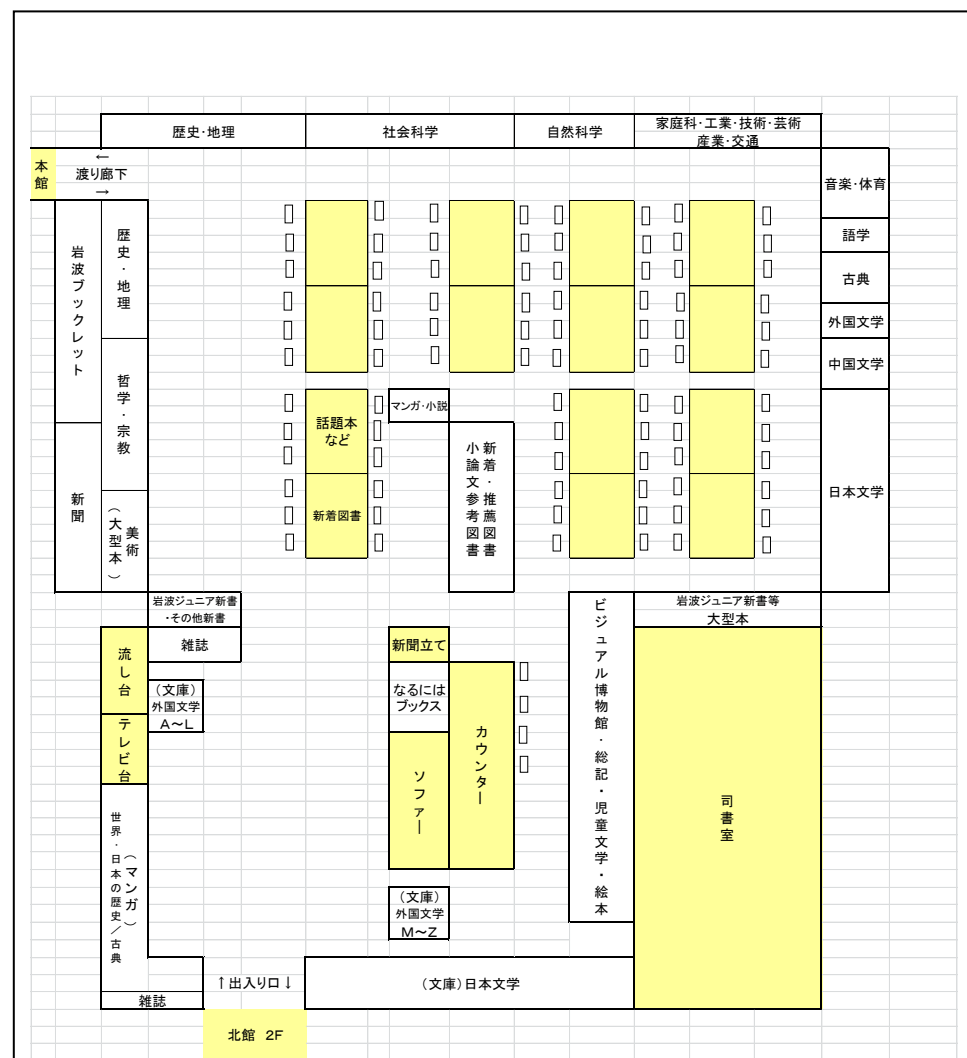 歴史・地理
社会科学
自然科学
家庭科・工業・技術・芸術
産業・交通
本館
←
渡り廊下
→
音楽・体育
語学
古典
外国文学
中国文学
日本文学
岩波ブックレット
歴史・地理
哲学・宗教
新聞
美術
（大型本）
話題本
など
新着図書
マンガ・小説
新着・推薦図書
小論文参考図書
岩波ジュニア新書
・その他新書
雑誌
流し台
（文庫）
外国文学
A～L
テレビ台
（マンガ）
世界・日本の歴史／古典
雑誌
新聞立て
なるには
ブックス
カウンター
ソファー
（文庫）
外国文学
M～Z
ビジュアル博物館・総記・児童文学・絵本
岩波ジュニア新書等
大型本
司書室
↑出入り口↓
（文庫）日本文学
北館 2F